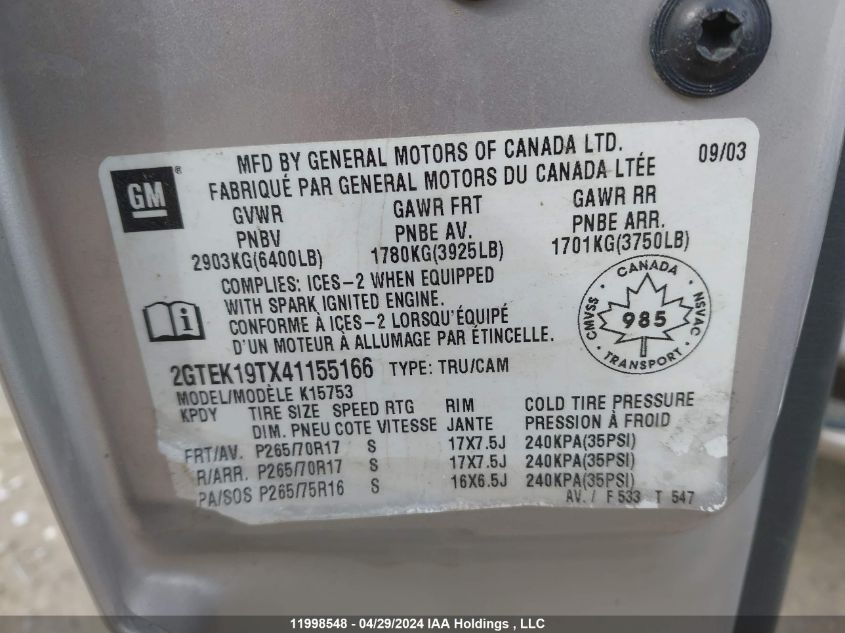 MFD BY GENERAL MOTORS OF CANADA LTD. 09/03
GM ®
FABRIQUÉ PAR GENERAL MOTORS DU CANADA LTÉE
GVWR GAWR FRT GAWR RR
PNBV PNBE AV. PNBE ARR.
2903KG(6400LB) 1780KG(3925LB) 1701KG(3750LB)
COMPLIES: ICES-2 WHEN EQUIPPED
WITH SPARK IGNITED ENGINE.
CONFORME À ICES-2 LORSQU'ÉQUIPÉ
D'UN MOTEUR À ALLUMAGE PAR ÉTINCELLE.
CANADA
CMVSS 985 NSVAC
TRANSPORT
2GTEK19TX41155166 TYPE: TRU/CAM
MODEL/MODÈLE K15753
KPDY TIRE SIZE SPEED RTG RIM COLD TIRE PRESSURE
DIM. PNEU COTE VITESSE JANTE PRESSION À FROID
FRT/AV. P265/70R17 S 17X7.5J 240KPA(35PSI)
R/ARR. P265/70R17 S 17X7.5J 240KPA(35PSI)
PA/SOS P265/75R16 S 16X6.5J 240KPA(35PSI)
AV. / F 533 T 547
11998548 - 04/29/2024 IAA Holdings , LLC